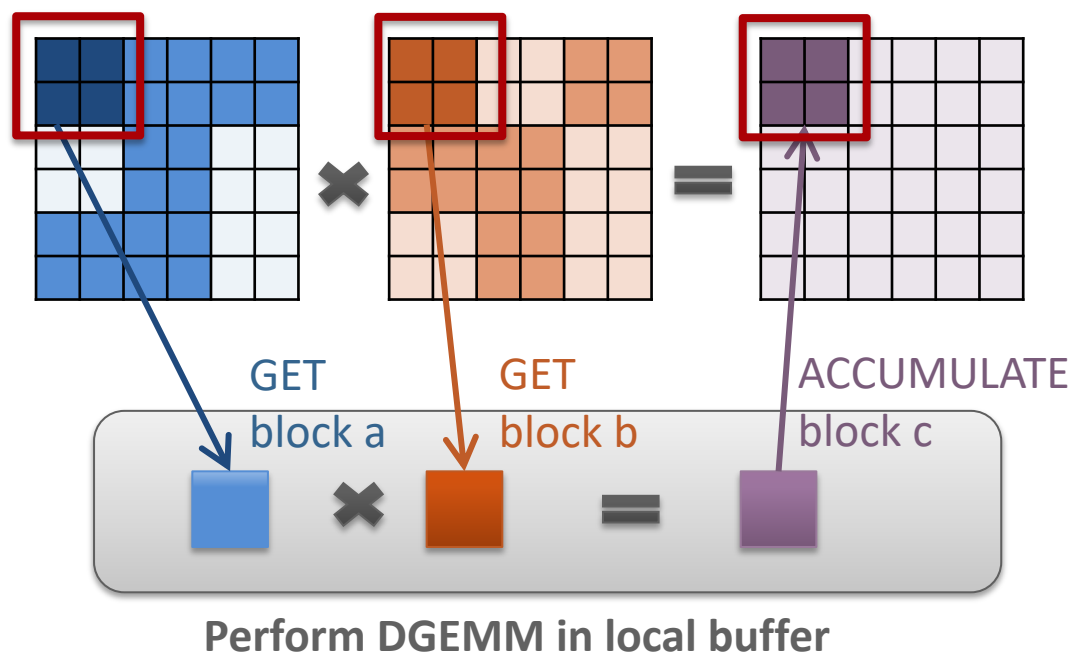 GET
block a
GET
block b
ACCUMULATE
block c
Perform DGEMM in local buffer